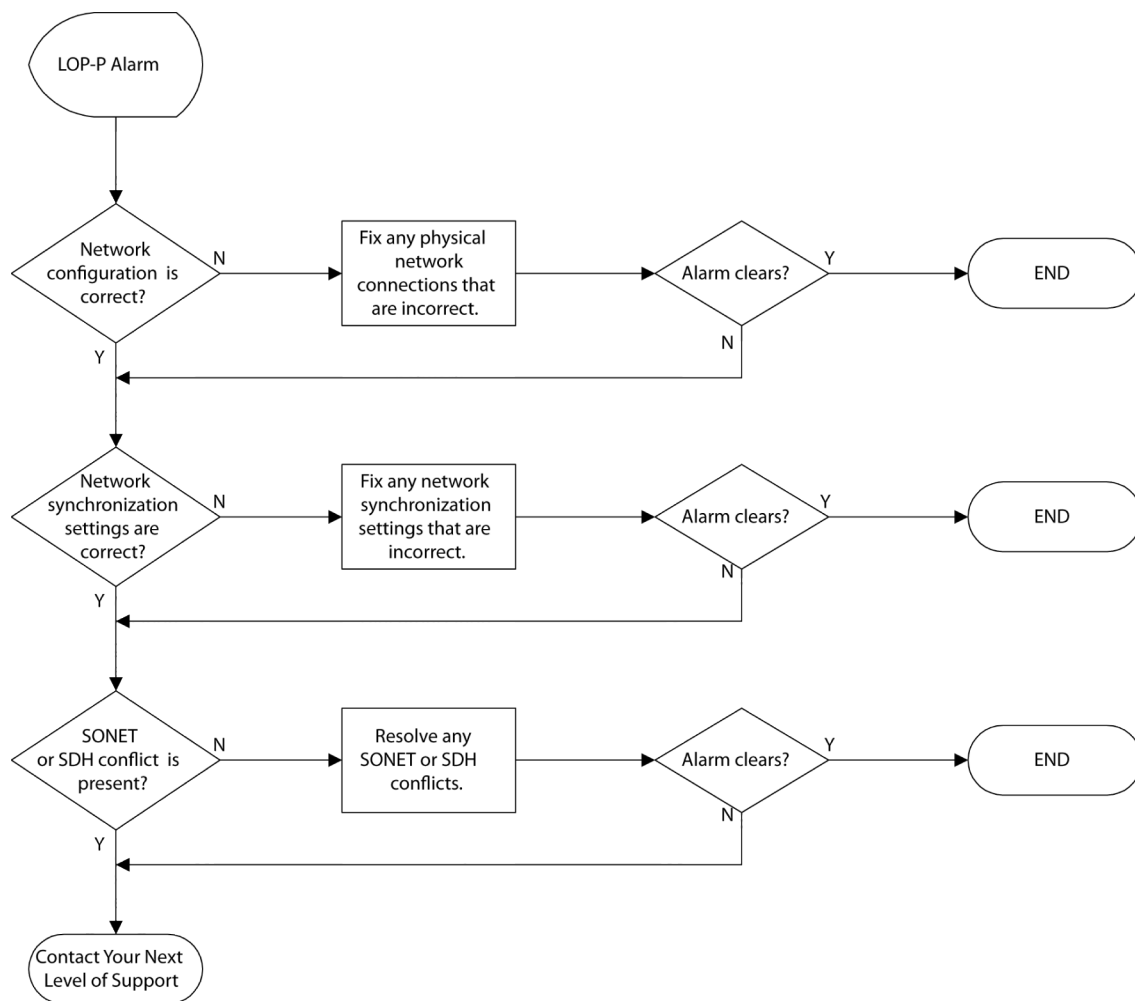 LOP-P Alarm
Network
configuration is
correct?
N
Fix any physical
network
connections that
are incorrect.
Alarm clears?
Y
END
N
Y
Network
synchronization
settings are
correct?
N
Fix any network
synchronization
settings that are
incorrect.
Alarm clears?
Y
END
N
Y
SONET
or SDH conflict is
present?
N
Resolve any
SONET or SDH
conflicts.
Alarm clears?
Y
END
N
Y
Contact Your Next
Level of Support